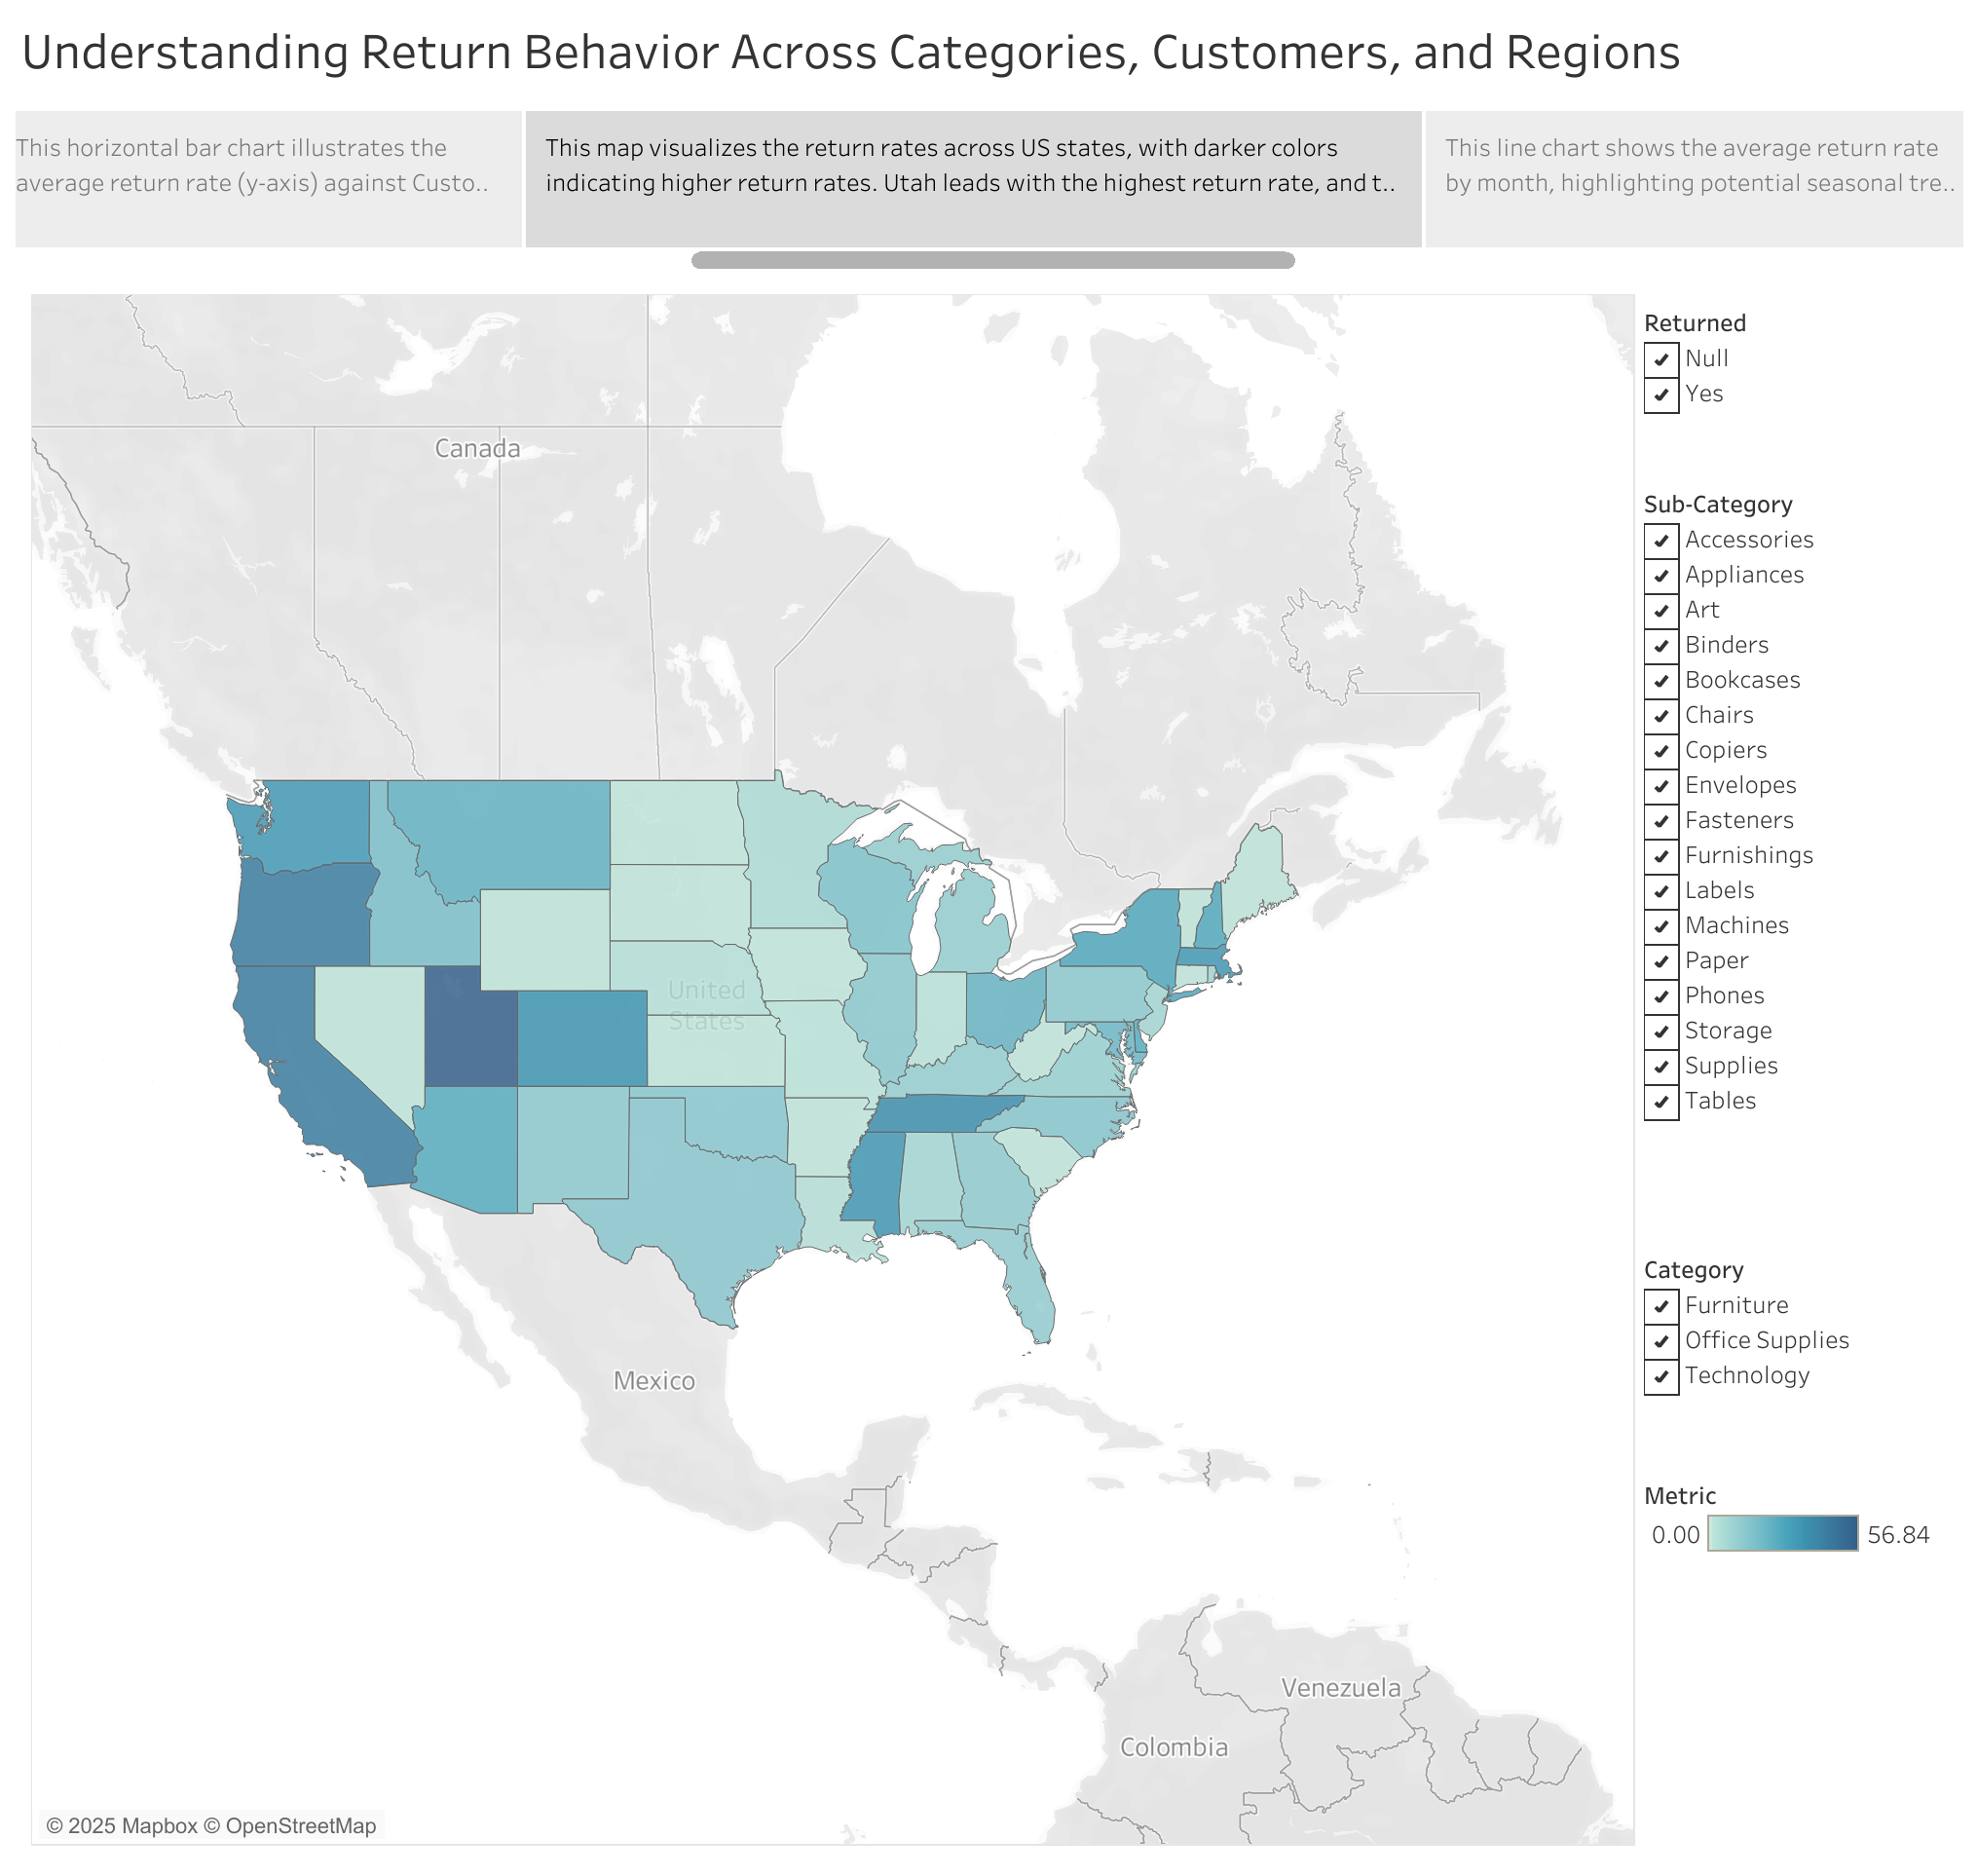 Understanding Return Behavior Across Categories, Customers, and Regions
This horizontal bar chart illustrates the
average return rate (y-axis) against Custo..
This map visualizes the return rates across US states, with darker colors
indicating higher return rates. Utah leads with the highest return rate, and t..
This line chart shows the average return rate
by month, highlighting potential seasonal tre..
Canada
United
States
Mexico
Venezuela
Colombia
© 2025 Mapbox © OpenStreetMap
Returned
Null
Yes
Sub-Category
Accessories
Appliances
Art
Binders
Bookcases
Chairs
Copiers
Envelopes
Fasteners
Furnishings
Labels
Machines
Paper
Phones
Storage
Supplies
Tables
Category
Furniture
Office Supplies
Technology
Metric
0.00 56.84